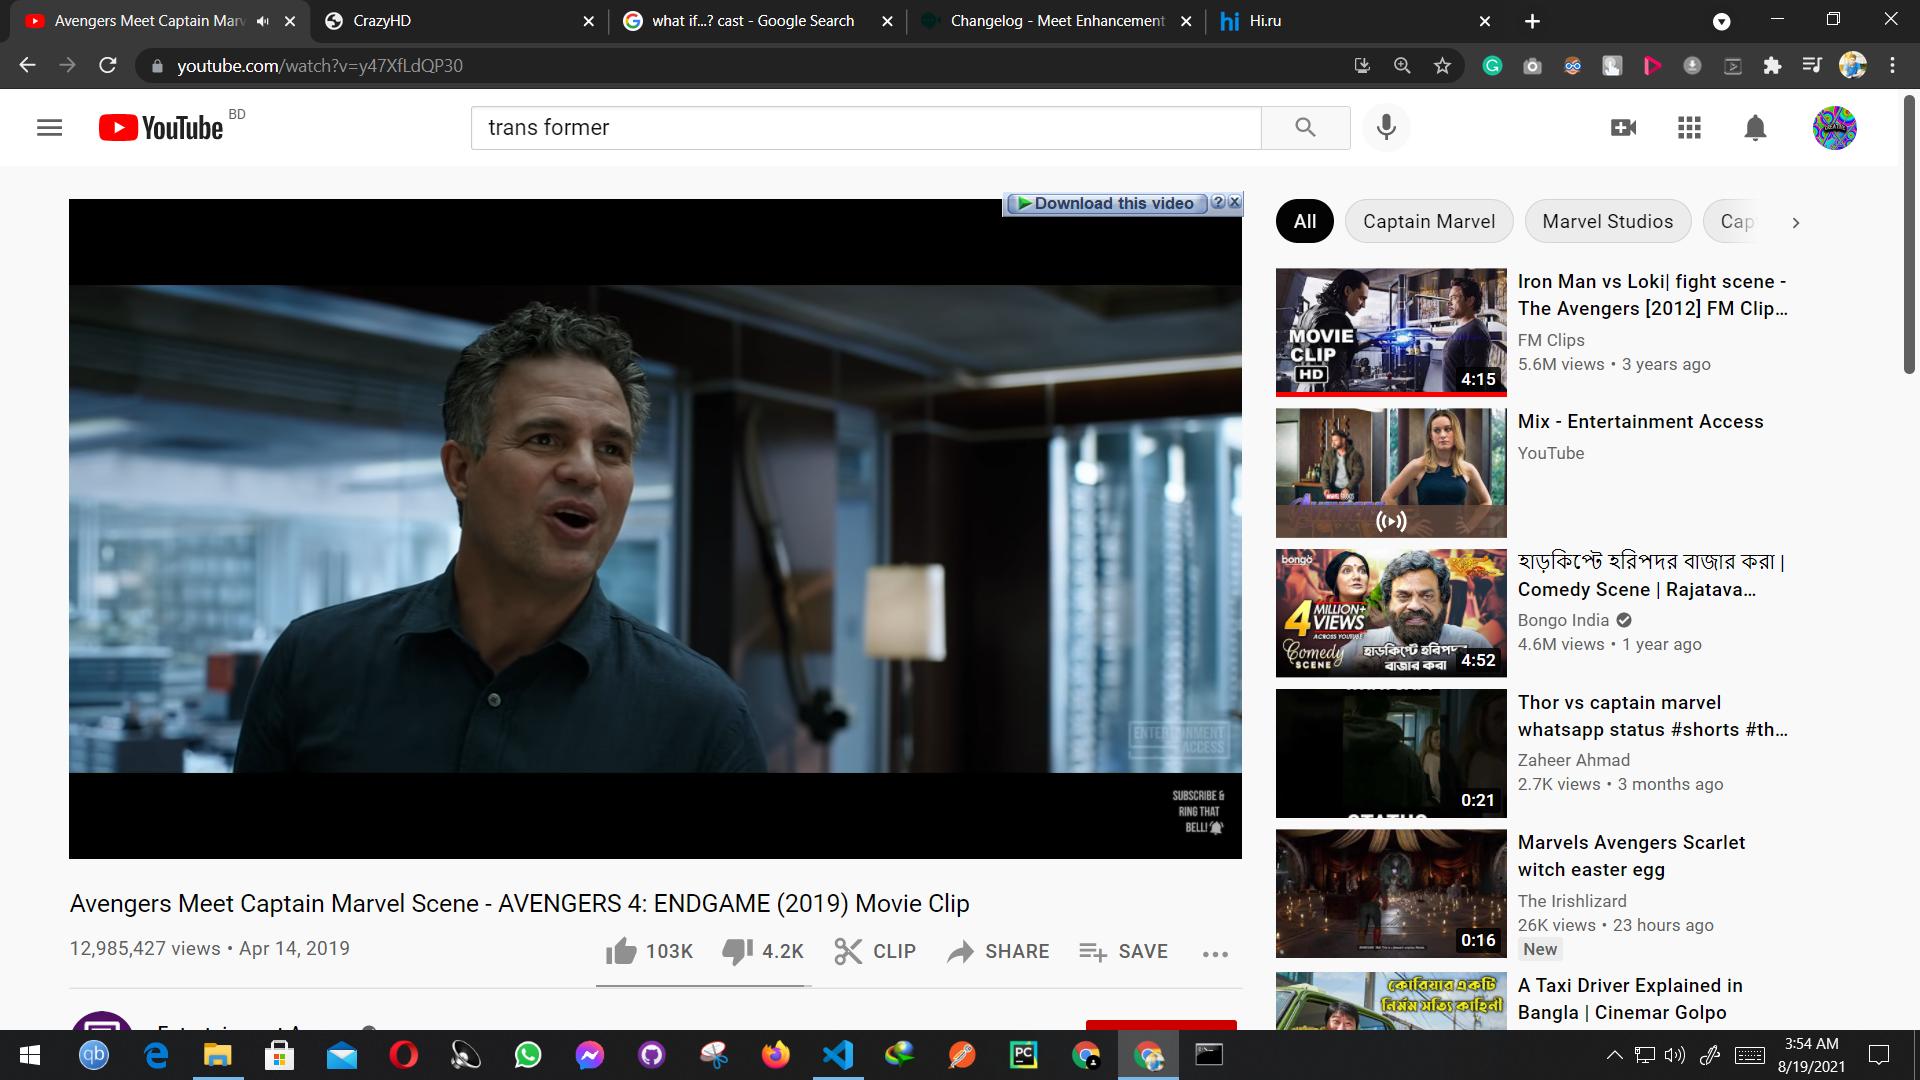 Avengers Meet Captain Marv
CrazyHD
what if...? cast - Google Search
Changelog - Meet Enhancement
hi Hi.ru
youtube.com/watch?v=y47XfLdQP30
YouTube BD
trans former
Download this video ? X
All
Captain Marvel
Marvel Studios
Cap
ENTERTAINMENT
ACCESS
SUBSCRIBE &
RING THAT
BELL!
Avengers Meet Captain Marvel Scene - AVENGERS 4: ENDGAME (2019) Movie Clip
12,985,427 views • Apr 14, 2019
103K
4.2K
CLIP
SHARE
SAVE
MOVIE
CLIP
HD
4:15
Iron Man vs Loki| fight scene -
The Avengers [2012] FM Clip...
FM Clips
5.6M views • 3 years ago
Mix - Entertainment Access
YouTube
bongo
4 MILLION+
VIEWS
ACROSS YOUTUBE
Comedy
SCENE
হাড়কিপ্টে হরিপদর
বাজার করা
4:52
হাড়কিপ্টে হরিপদর বাজার করা |
Comedy Scene | Rajatava...
Bongo India
4.6M views • 1 year ago
0:21
Thor vs captain marvel
whatsapp status #shorts #th...
Zaheer Ahmad
2.7K views • 3 months ago
0:16
Marvels Avengers Scarlet
witch easter egg
The Irishlizard
26K views • 23 hours ago
New
কোরিয়ার একটি
নির্মম সত্যি কাহিনী
A Taxi Driver Explained in
Bangla | Cinemar Golpo
qb
PC
3:54 AM
8/19/2021